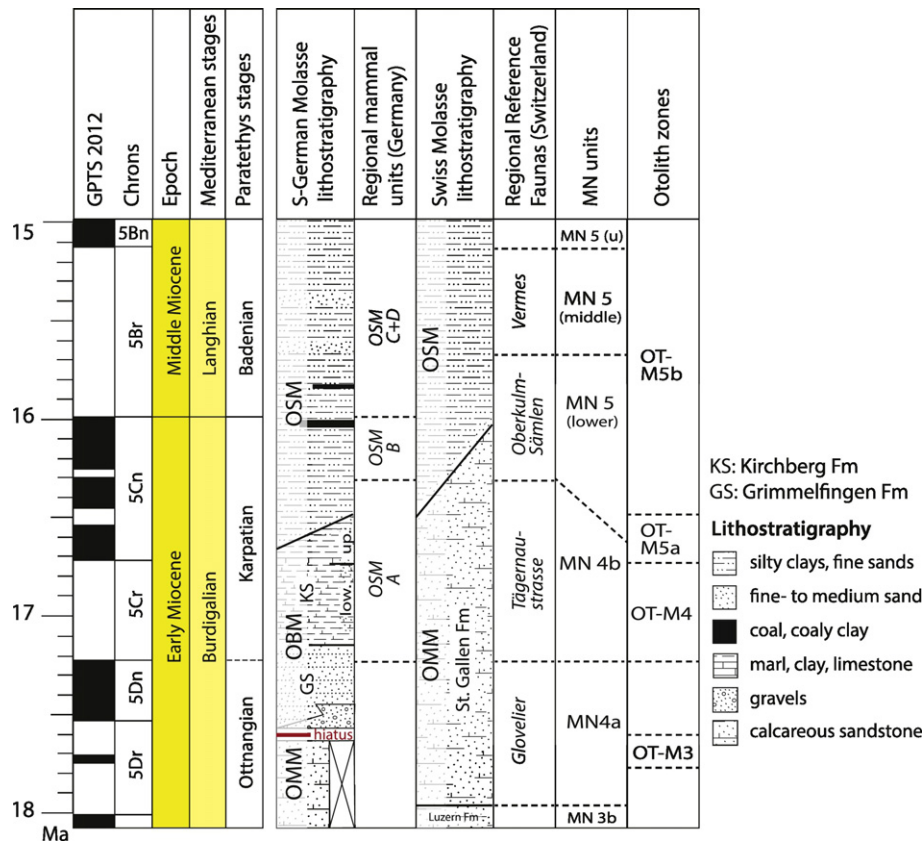 GPTS 2012
Chrons
Epoch
Mediterranean stages
Paratethys stages
S-German Molasse
lithostratigraphy
Regional mammal
units (Germany)
Swiss Molasse
lithostratigraphy
Regional Reference
Faunas (Switzerland)
MN units
Otolith zones
15
16
17
18
Ma
5Bn
5Br
5Cn
5Cr
5Dn
5Dr
Middle Miocene
Early Miocene
Langhian
Burdigalian
Badenian
Karpatian
Ottnangian
OSM
OBM
OMM
up.
low.
KS
GS
hiatus
OSM
C+D
OSM
B
OSM
A
OSM
OMM
St. Gallen Fm
Luzern Fm
Vermes
Oberkulm-
Sämlen
Tägernau-
strasse
Glovelier
MN 5 (u)
MN 5
(middle)
MN 5
(lower)
MN 4b
MN4a
MN 3b
OT-
M5b
OT-
M5a
OT-M4
OT-M3
KS: Kirchberg Fm
GS: Grimmelfingen Fm
Lithostratigraphy
silty clays, fine sands
fine- to medium sand
coal, coaly clay
marl, clay, limestone
gravels
calcareous sandstone